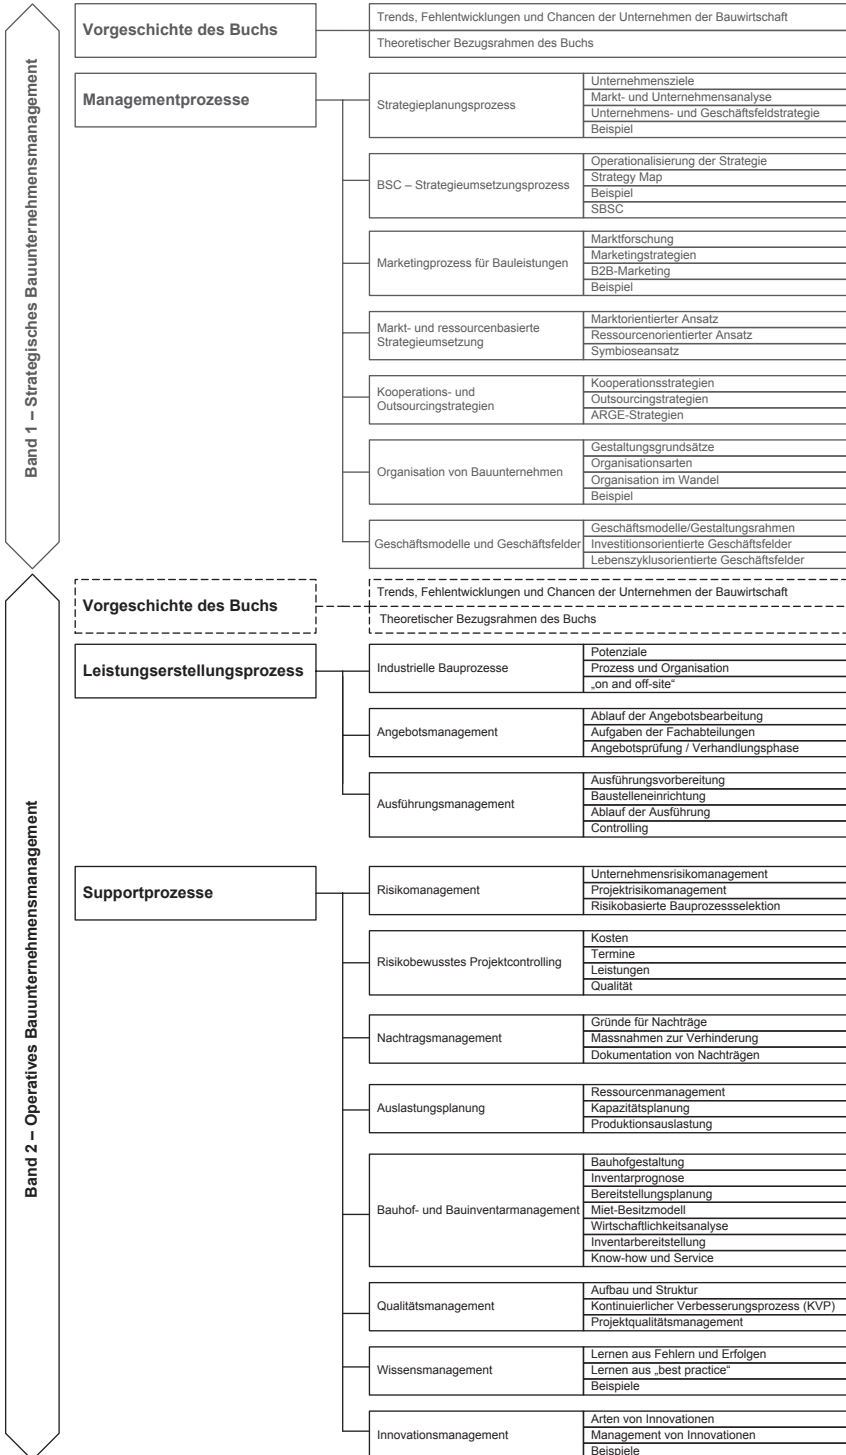 Band 1 – Strategisches Bauunternehmensmanagement
Vorgeschichte des Buchs
Trends, Fehlentwicklungen und Chancen der Unternehmen der Bauwirtschaft
Theoretischer Bezugsrahmen des Buchs
Managementprozesse
Strategieplanungsprozess
Unternehmensziele
Markt- und Unternehmensanalyse
Unternehmens- und Geschäftsfeldstrategie
Beispiel
BSC – Strategieumsetzungsprozess
Operationalisierung der Strategie
Strategy Map
Beispiel
SBSC
Marketingprozess für Bauleistungen
Marktforschung
Marketingstrategien
B2B-Marketing
Beispiel
Markt- und ressourcenbasierte
Strategieumsetzung
Marktorientierter Ansatz
Ressourcenorientierter Ansatz
Symbioseansatz
Kooperations- und
Outsourcingstrategien
Kooperationsstrategien
Outsourcingstrategien
ARGE-Strategien
Organisation von Bauunternehmen
Gestaltungsgrundsätze
Organisationsarten
Organisation im Wandel
Beispiel
Geschäftsmodelle und Geschäftsfelder
Geschäftsmodelle/Gestaltungsrahmen
Investitionsorientierte Geschäftsfelder
Lebenszyklusorientierte Geschäftsfelder
Band 2 – Operatives Bauunternehmensmanagement
Vorgeschichte des Buchs
Trends, Fehlentwicklungen und Chancen der Unternehmen der Bauwirtschaft
Theoretischer Bezugsrahmen des Buchs
Leistungserstellungsprozess
Industrielle Bauprozesse
Potenziale
Prozess und Organisation
„on and off-site“
Angebotsmanagement
Ablauf der Angebotsbearbeitung
Aufgaben der Fachabteilungen
Angebotsprüfung / Verhandlungsphase
Ausführungsmanagement
Ausführungsvorbereitung
Baustelleneinrichtung
Ablauf der Ausführung
Controlling
Supportprozesse
Risikomanagement
Unternehmensrisikomanagement
Projektrisikomanagement
Risikobasierte Bauprozessselektion
Risikobewusstes Projektcontrolling
Kosten
Termine
Leistungen
Qualität
Nachtragsmanagement
Gründe für Nachträge
Massnahmen zur Verhinderung
Dokumentation von Nachträgen
Auslastungsplanung
Ressourcenmanagement
Kapazitätsplanung
Produktionsauslastung
Bauhof- und Bauinventarmanagement
Bauhofgestaltung
Inventarprognose
Bereitstellungsplanung
Miet-Besitzmodell
Wirtschaftlichkeitsanalyse
Inventarbereitstellung
Know-how und Service
Qualitätsmanagement
Aufbau und Struktur
Kontinuierlicher Verbesserungsprozess (KVP)
Projektqualitätsmanagement
Wissensmanagement
Lernen aus Fehlern und Erfolgen
Lernen aus „best practice“
Beispiele
Innovationsmanagement
Arten von Innovationen
Management von Innovationen
Beispiele